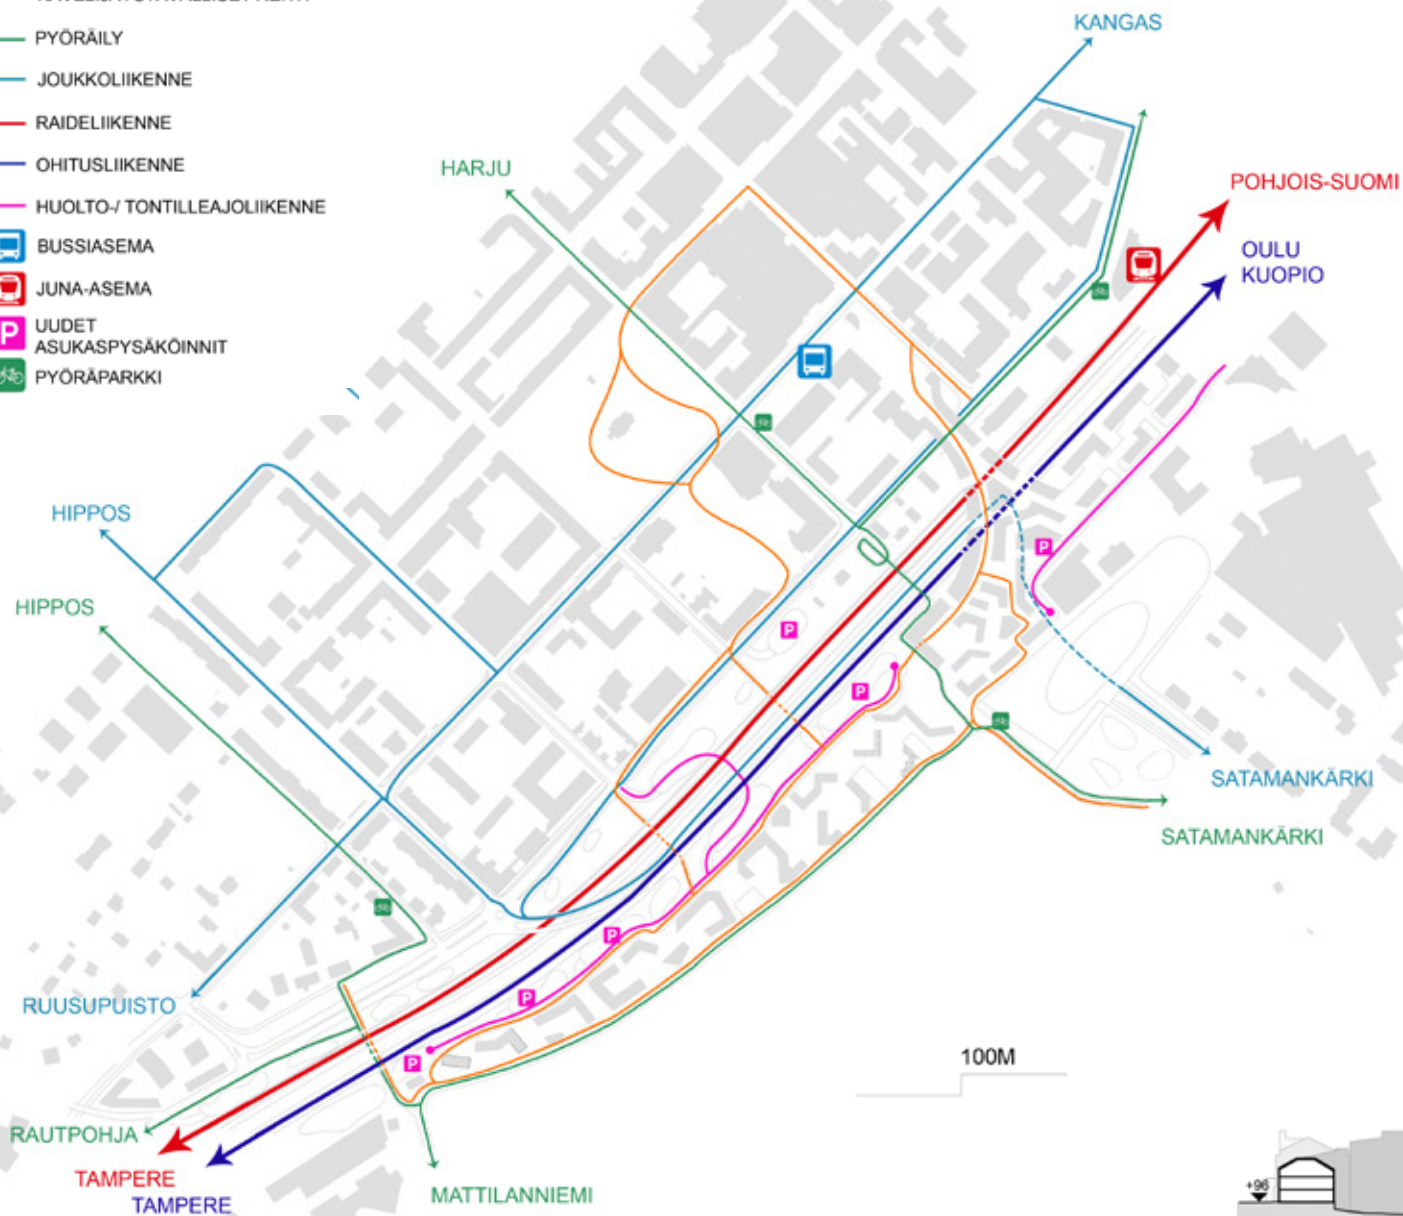 PYÖRÄILY
JOUKKOLIIKENNE
RAIDELIIKENNE
OHITUSLIIKENNE
HUOLTO-/ TONTILLEAJOLIIKENNE
BUSSIASEMA
JUNA-ASEMA
P
UUDET
ASUKASPYSÄKÖINNIT
PYÖRÄPARKKI
KANGAS
HARJU
POHJOIS-SUOMI
OULU
KUOPIO
HIPPOS
HIPPOS
P
P
P
SATAMANKÄRKI
SATAMANKÄRKI
P
RUUSUPUISTO
P
P
100M
RAUTPOHJA
TAMPERE
TAMPERE
MATTILANNIEMI
+96